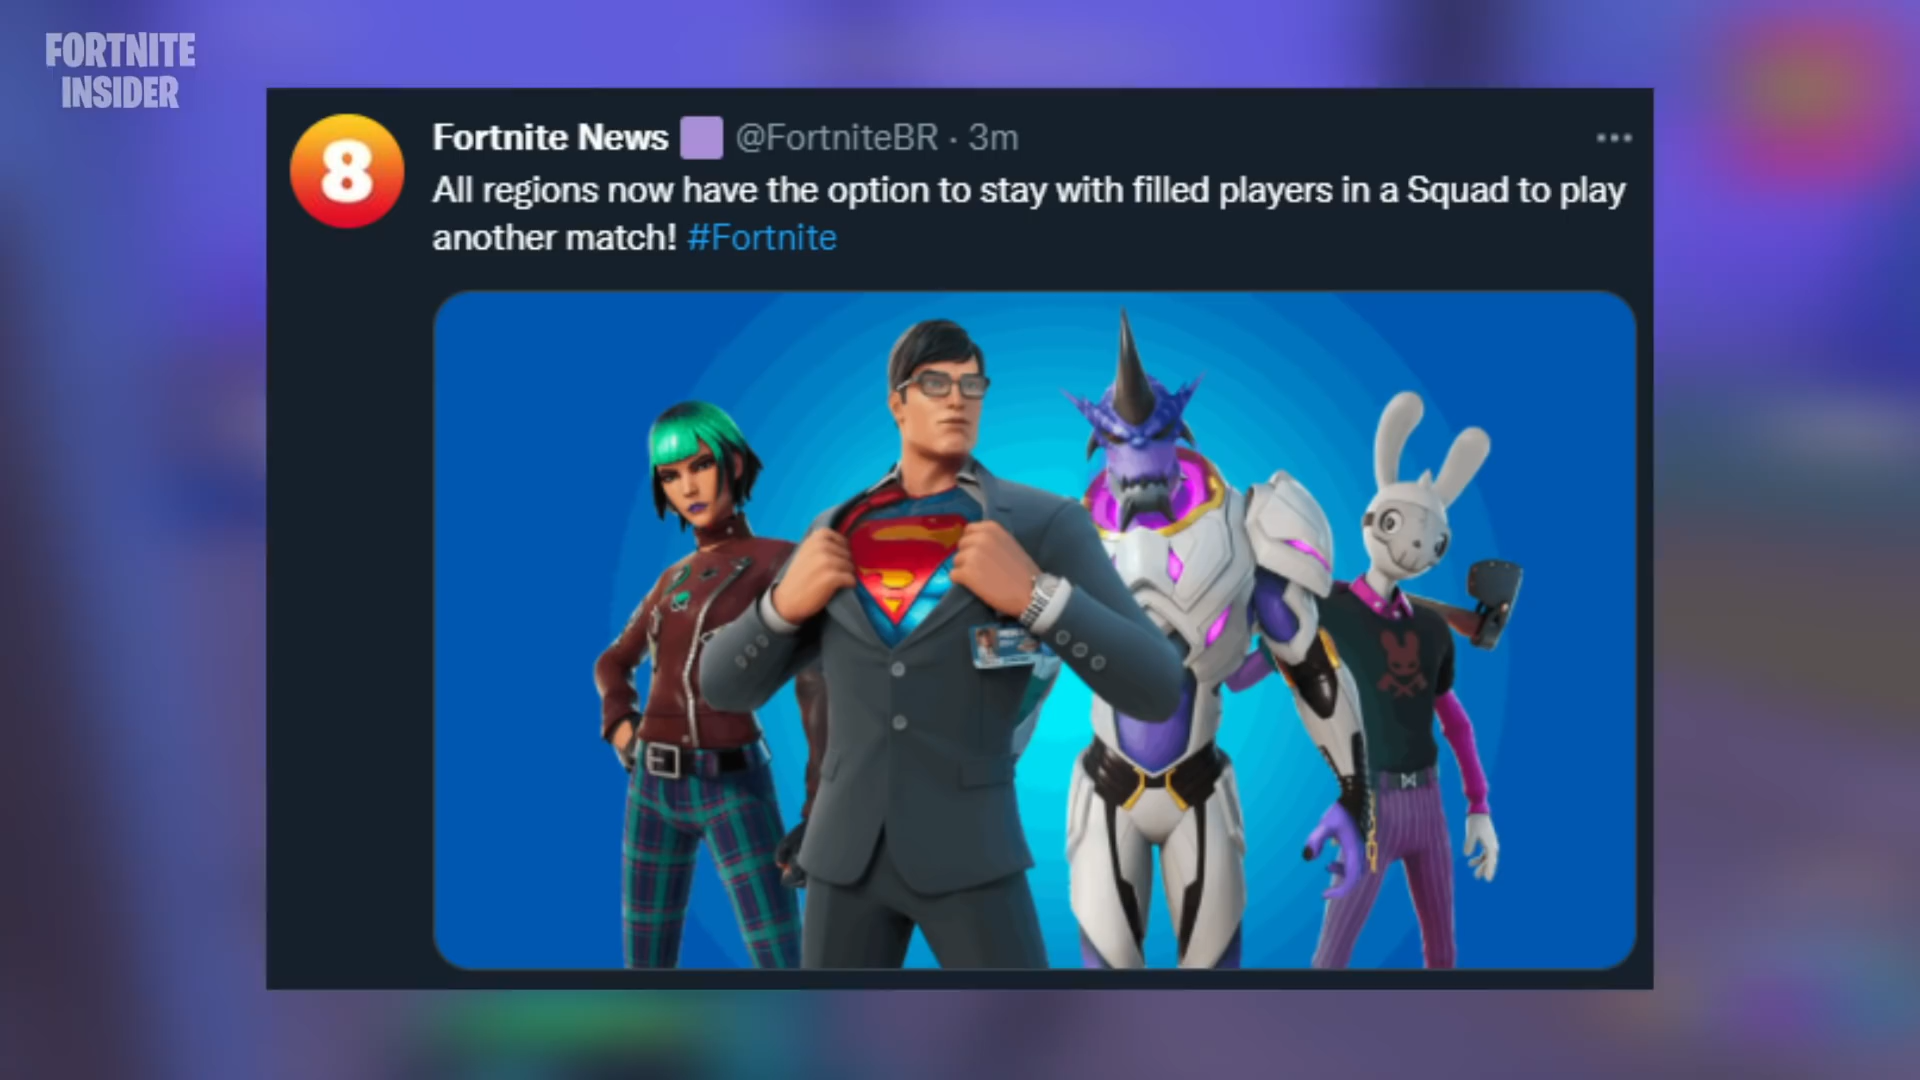 FORTNITE
INSIDER
8
Fortnite News @FortniteBR · 3m
All regions now have the option to stay with filled players in a Squad to play
another match! #Fortnite